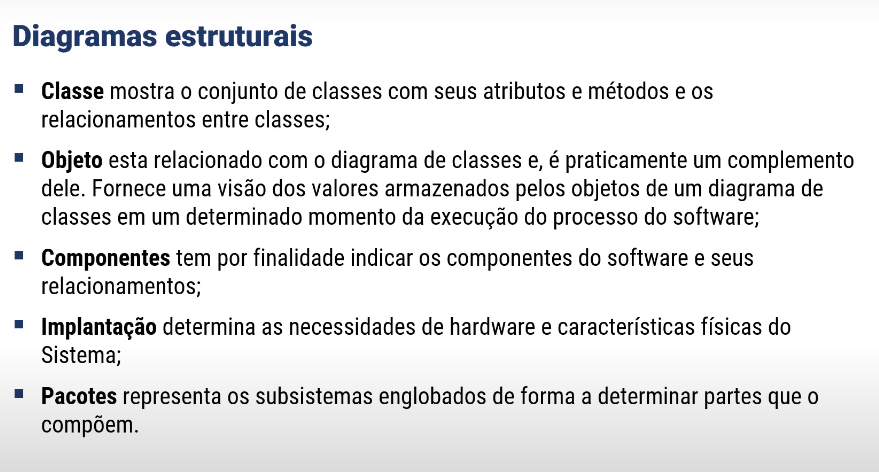 Diagramas estruturais
▪ Classe mostra o conjunto de classes com seus atributos e métodos e os
relacionamentos entre classes;
▪ Objeto esta relacionado com o diagrama de classes e, é praticamente um complemento
dele. Fornece uma visão dos valores armazenados pelos objetos de um diagrama de
classes em um determinado momento da execução do processo do software;
▪ Componentes tem por finalidade indicar os componentes do software e seus
relacionamentos;
▪ Implantação determina as necessidades de hardware e características físicas do
Sistema;
▪ Pacotes representa os subsistemas englobados de forma a determinar partes que o
compõem.